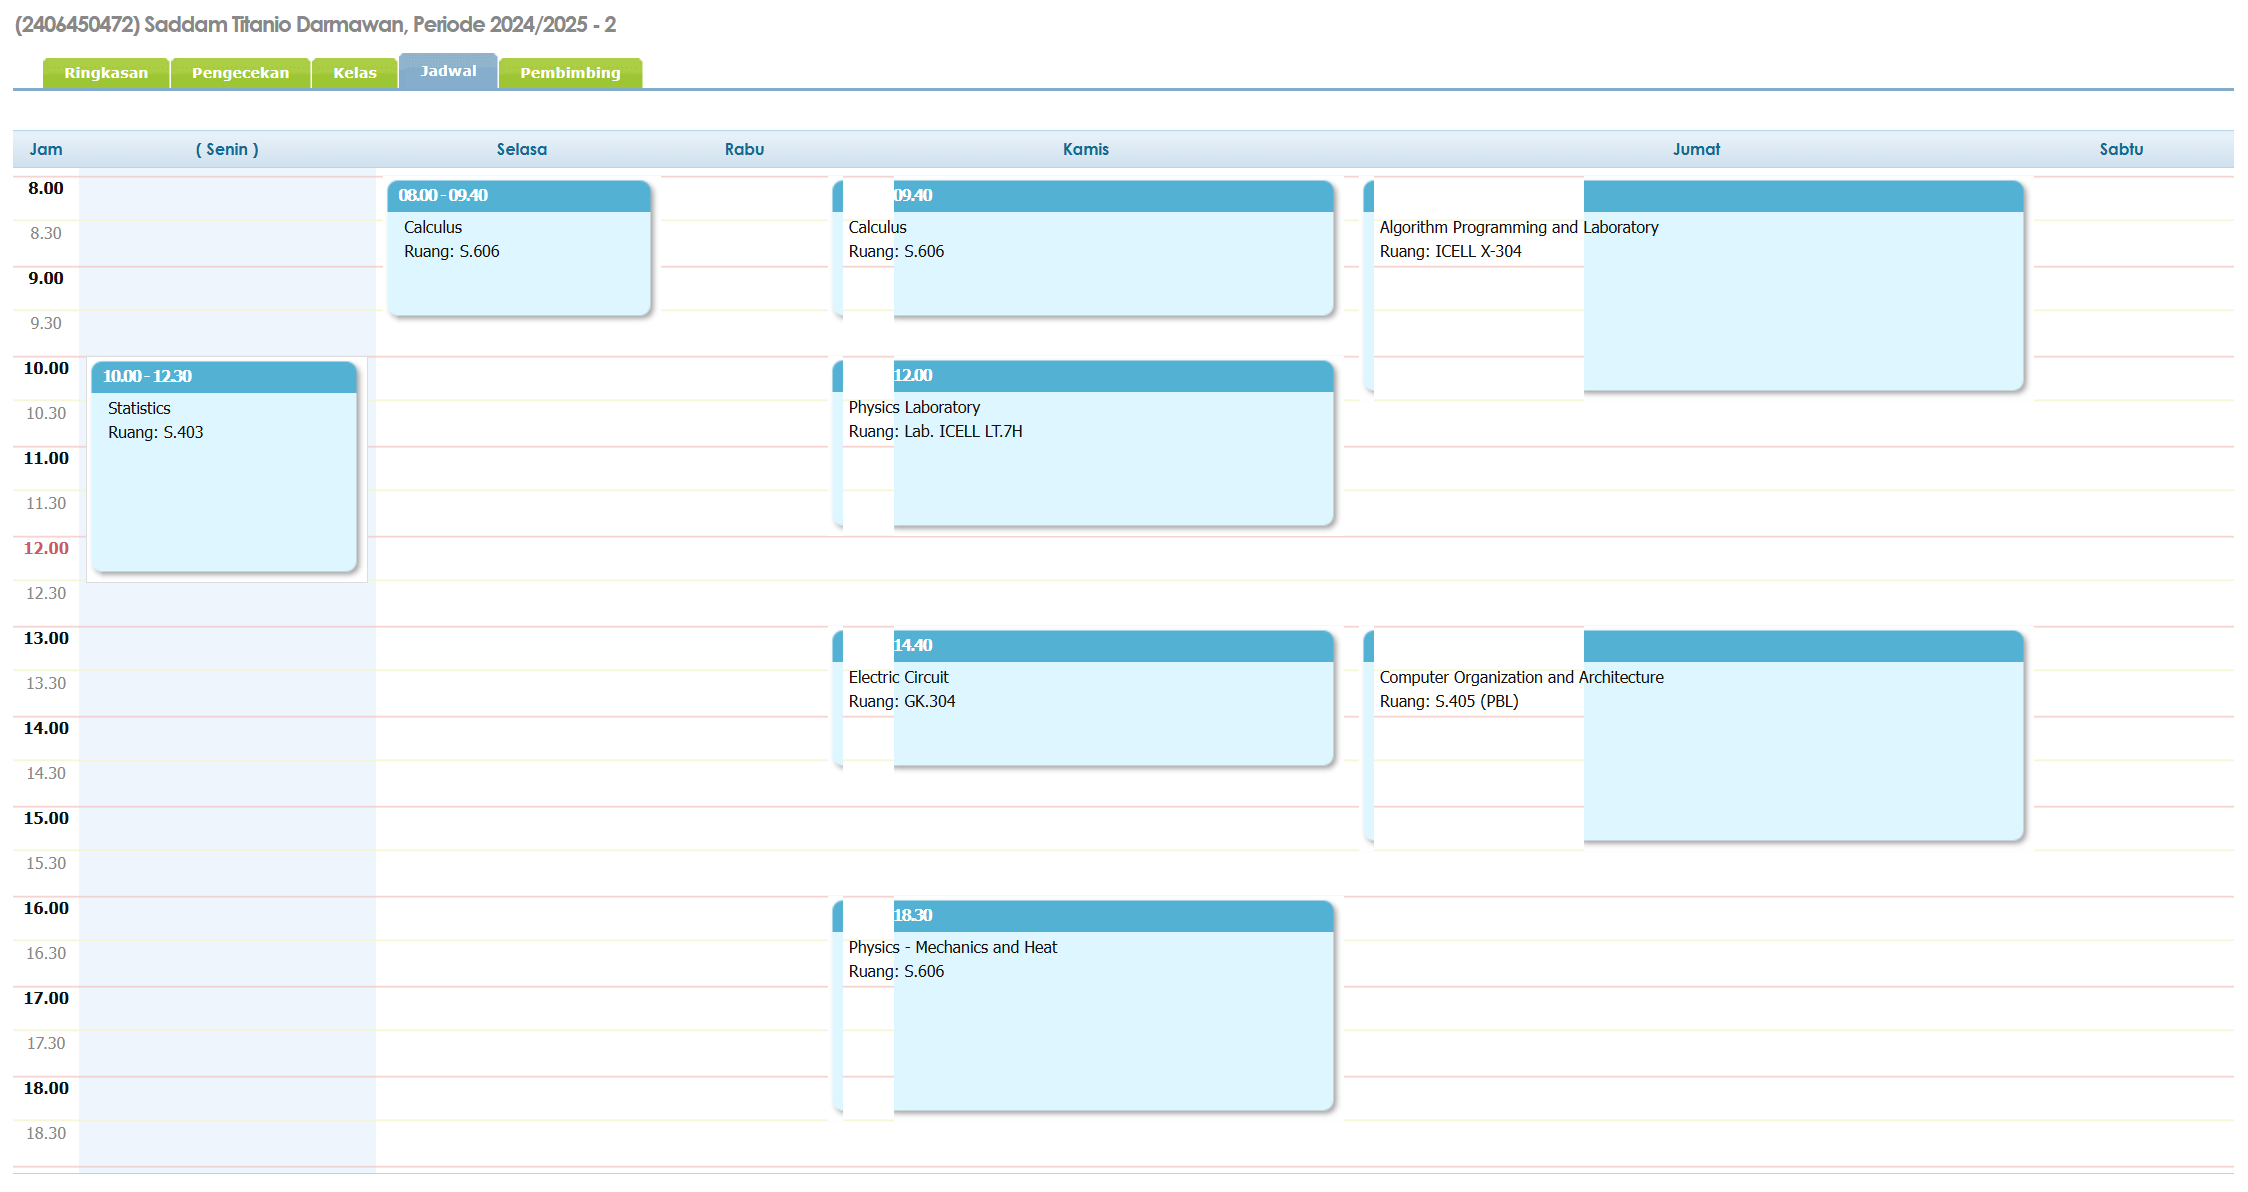 (2406450472) Saddam Titanio Darmawan, Periode 2024/2025 - 2
Ringkasan Pengecekan Kelas Jadwal Pembimbing
Jam ( Senin ) Selasa Rabu Kamis Jumat Sabtu
8.00
8.30
9.00
9.30
10.00
10.30
11.00
11.30
12.00
12.30
13.00
13.30
14.00
14.30
15.00
15.30
16.00
16.30
17.00
17.30
18.00
18.30
10.00 - 12.30
Statistics
Ruang: S.403
08.00 - 09.40
Calculus
Ruang: S.606
09.40
Calculus
Ruang: S.606
12.00
Physics Laboratory
Ruang: Lab. ICELL LT.7H
14.40
Electric Circuit
Ruang: GK.304
18.30
Physics - Mechanics and Heat
Ruang: S.606
Algorithm Programming and Laboratory
Ruang: ICELL X-304
Computer Organization and Architecture
Ruang: S.405 (PBL)